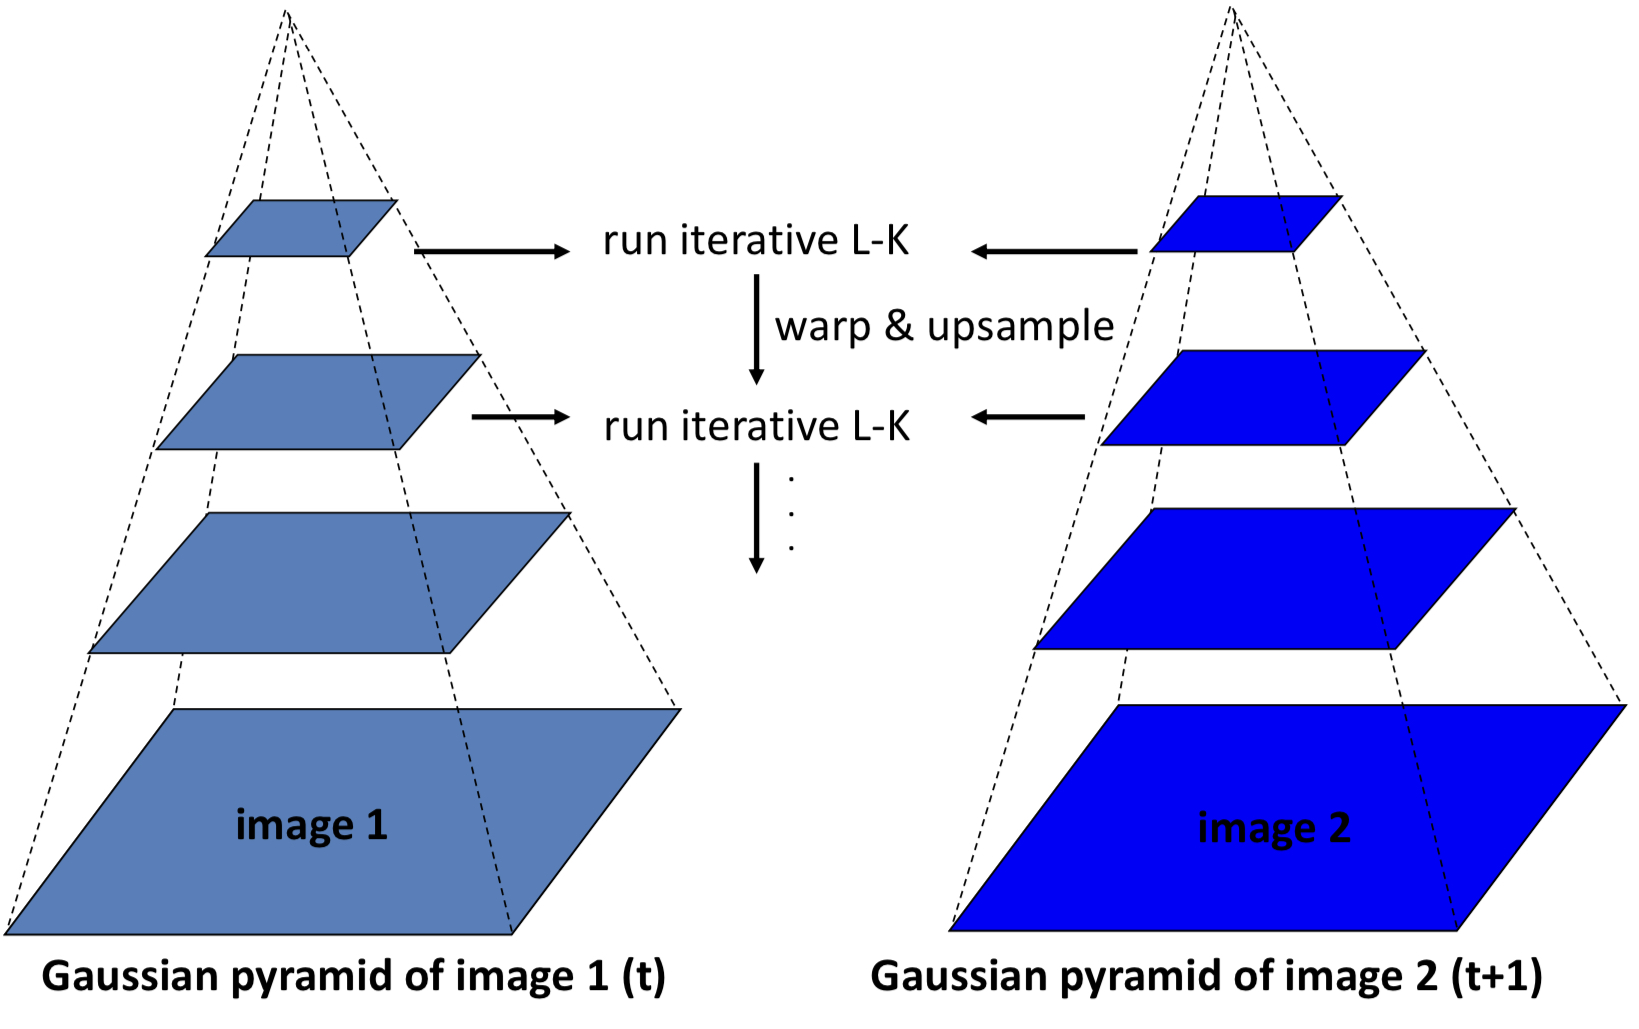 run iterative L-K
warp & upsample
run iterative L-K
.
.
.
image 1
image 2
Gaussian pyramid of image 1 (t)
Gaussian pyramid of image 2 (t+1)